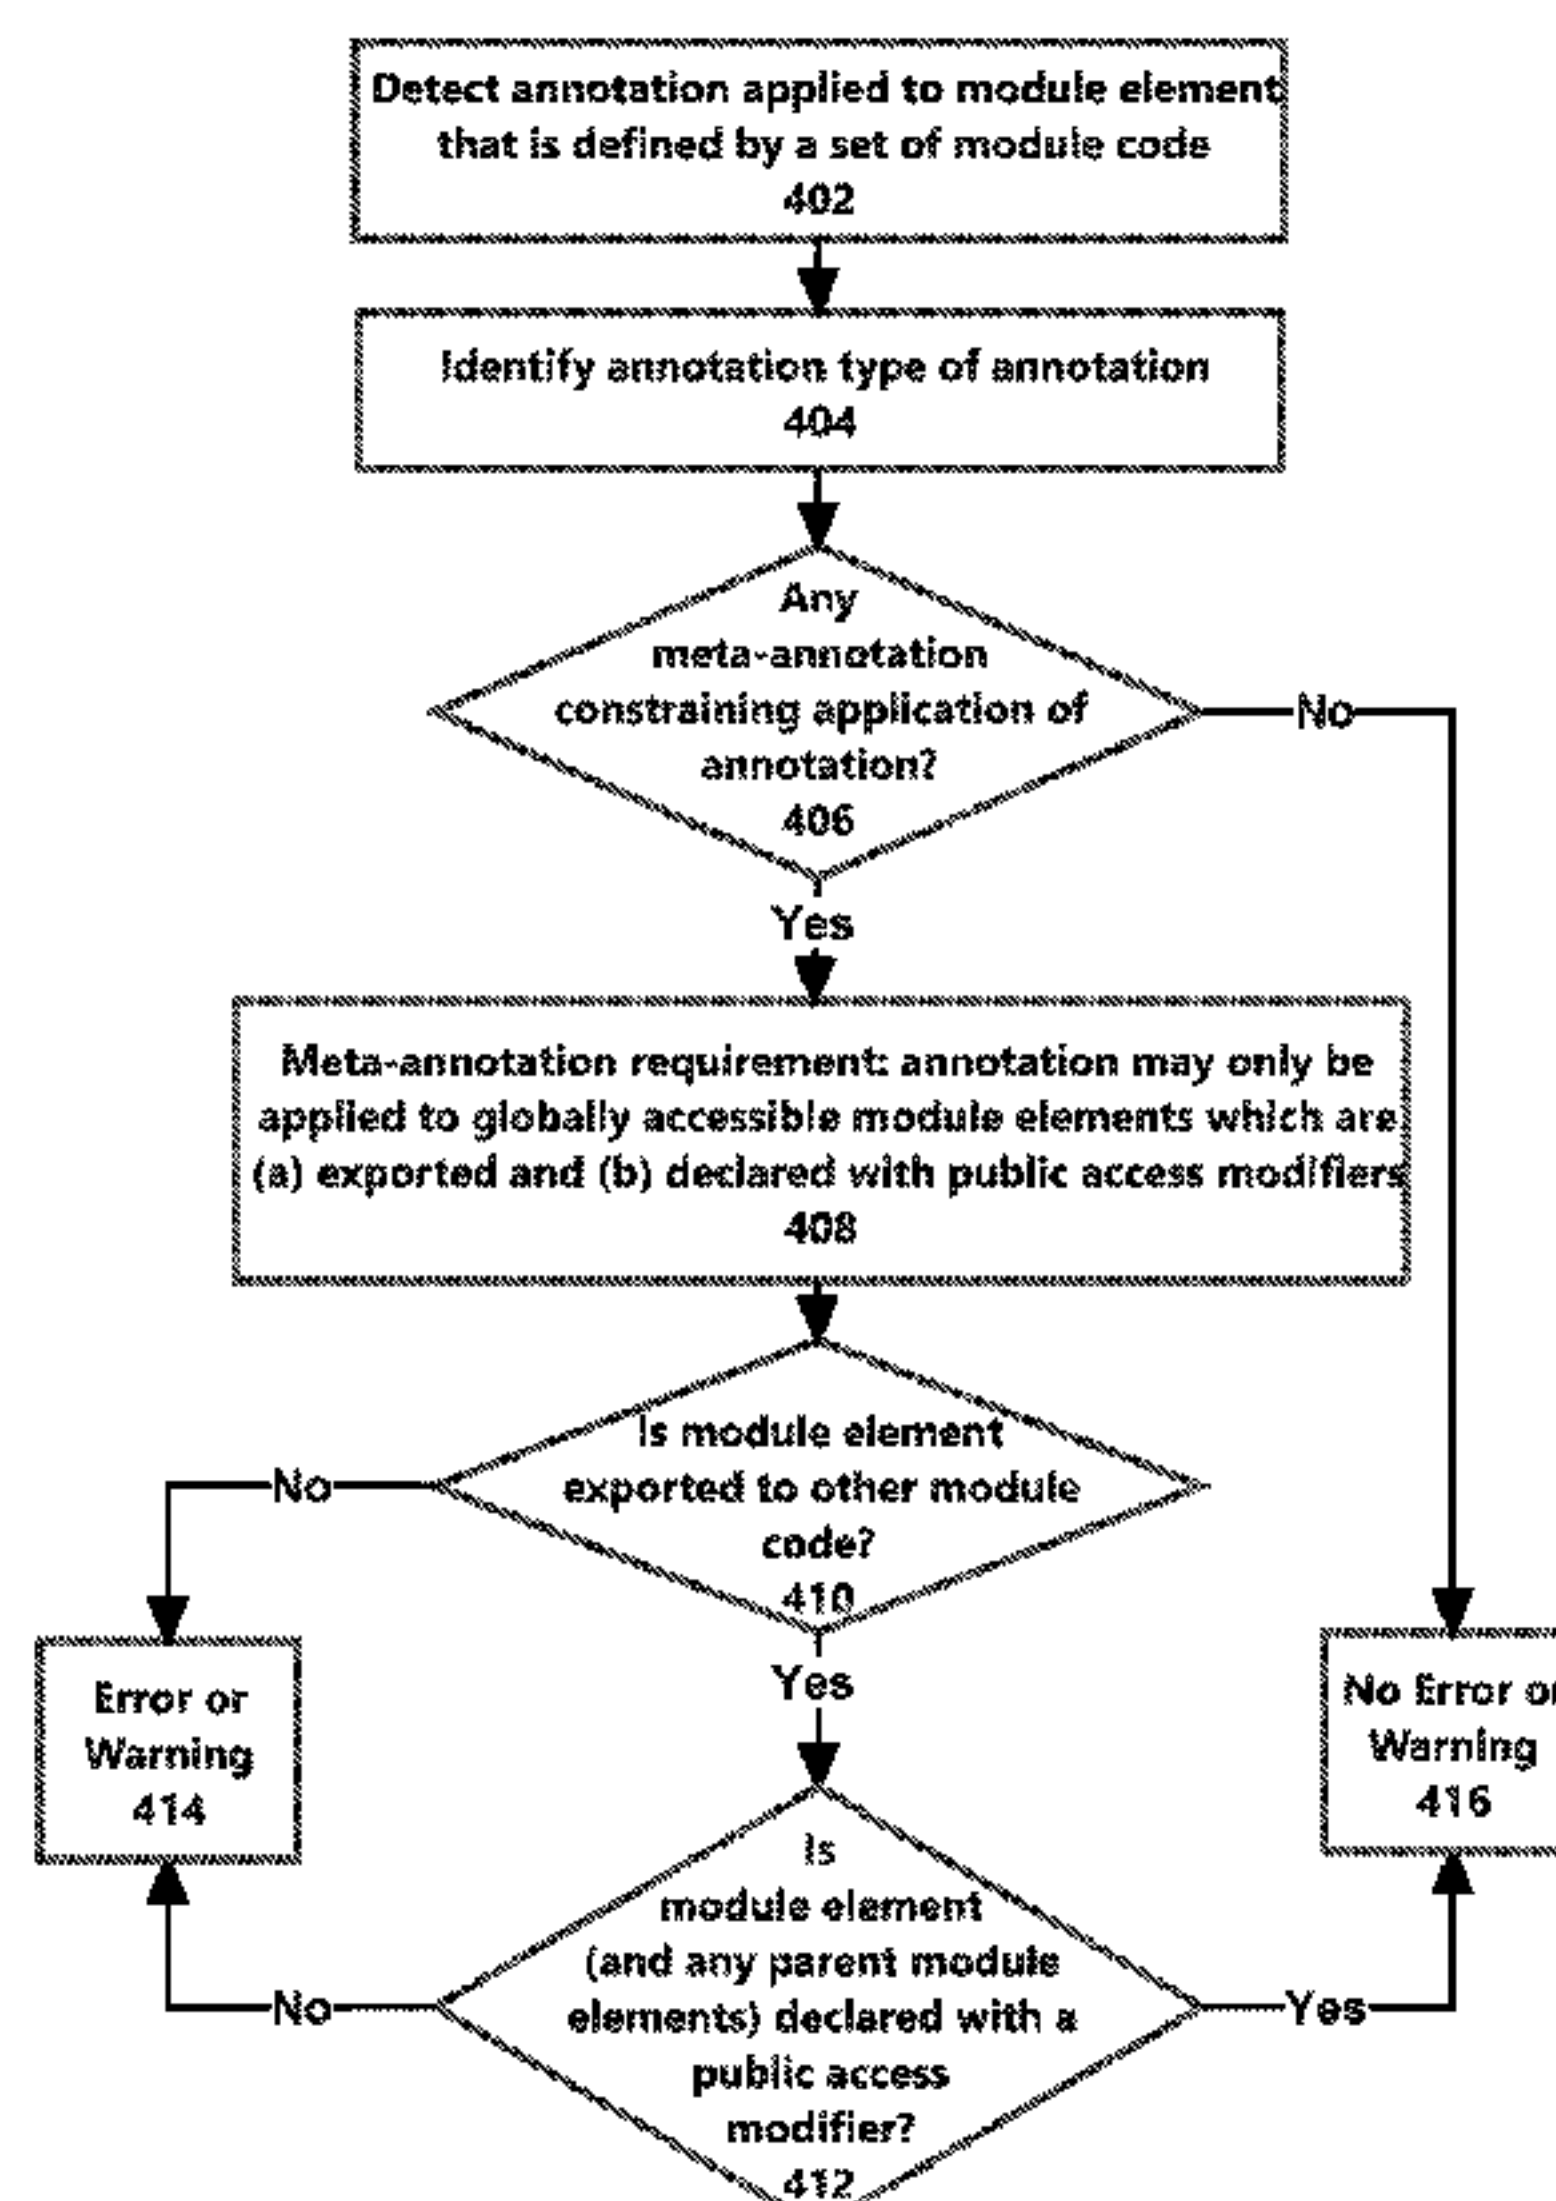 Detect annotation applied to module element
that is defined by a set of module code
402
Identify annotation type of annotation
404
Any
meta-annotation
constraining application of
annotation?
406
No
Yes
Meta-annotation requirement: annotation may only be
applied to globally accessible module elements which are
(a) exported and (b) declared with public access modifiers
408
Is module element
exported to other module
code?
410
No
Yes
Error or
Warning
414
No Error or
Warning
416
Is
module element
(and any parent module
elements) declared with a
public access
modifier?
412
No
Yes